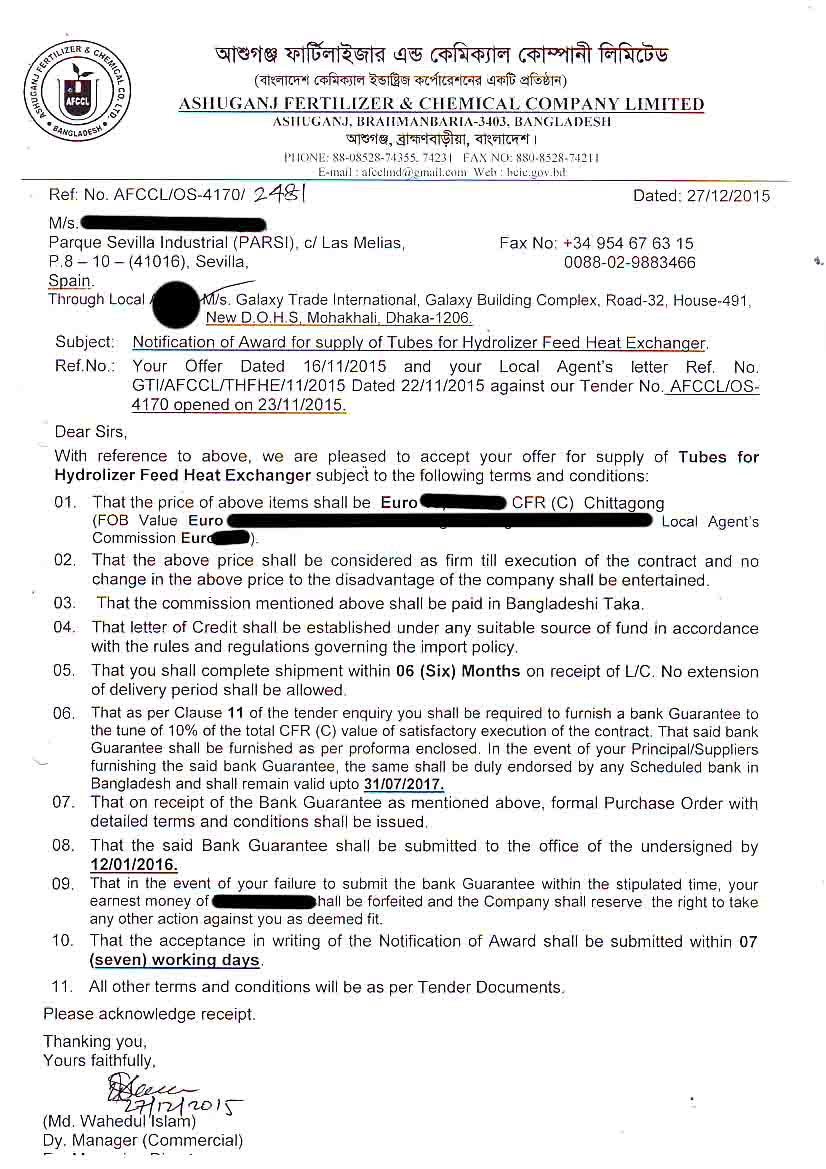 আশুগঞ্জ ফার্টিলাইজার এন্ড কেমিক্যাল কোম্পানী লিমিটেড
(বাংলাদেশ কেমিক্যাল ইন্ডাষ্ট্রিজ কর্পোরেশনের একটি প্রতিষ্ঠান)
ASHUGANJ FERTILIZER & CHEMICAL COMPANY LIMITED
ASHUGANJ, BRAHMANBARIA-3403, BANGLADESH
আশুগঞ্জ, ব্রাহ্মণবাড়ীয়া, বাংলাদেশ।
PHONE: 88-08528-74355, 74231 FAX NO: 880-8528-74211
E-mail : afcclmd@gmail.com Web : bcic.gov.bd
ASHUGANJ FERTILIZER & CHEMICAL CO. LTD.
AFCCL
BANGLADESH
Ref: No. AFCCL/OS-4170/ 2481 Dated: 27/12/2015
M/s.
Parque Sevilla Industrial (PARSI), c/ Las Melias, Fax No: +34 954 67 63 15
P.8 – 10 – (41016), Sevilla, 0088-02-9883466
Spain.
Through Local M/s. Galaxy Trade International, Galaxy Building Complex, Road-32, House-491,
New D.O.H.S, Mohakhali, Dhaka-1206.
Subject: Notification of Award for supply of Tubes for Hydrolizer Feed Heat Exchanger.
Ref.No.: Your Offer Dated 16/11/2015 and your Local Agent's letter Ref. No.
GTI/AFCCL/THFHE/11/2015 Dated 22/11/2015 against our Tender No. AFCCL/OS-
4170 opened on 23/11/2015.
Dear Sirs,
With reference to above, we are pleased to accept your offer for supply of Tubes for
Hydrolizer Feed Heat Exchanger subject to the following terms and conditions:
01. That the price of above items shall be Euro CFR (C) Chittagong
(FOB Value Euro Local Agent's
Commission Euro ).
02. That the above price shall be considered as firm till execution of the contract and no
change in the above price to the disadvantage of the company shall be entertained.
03. That the commission mentioned above shall be paid in Bangladeshi Taka.
04. That letter of Credit shall be established under any suitable source of fund in accordance
with the rules and regulations governing the import policy.
05. That you shall complete shipment within 06 (Six) Months on receipt of L/C. No extension
of delivery period shall be allowed.
06. That as per Clause 11 of the tender enquiry you shall be required to furnish a bank Guarantee to
the tune of 10% of the total CFR (C) value of satisfactory execution of the contract. That said bank
Guarantee shall be furnished as per proforma enclosed. In the event of your Principal/Suppliers
furnishing the said bank Guarantee, the same shall be duly endorsed by any Scheduled bank in
Bangladesh and shall remain valid upto 31/07/2017.
07. That on receipt of the Bank Guarantee as mentioned above, formal Purchase Order with
detailed terms and conditions shall be issued.
08. That the said Bank Guarantee shall be submitted to the office of the undersigned by
12/01/2016.
09. That in the event of your failure to submit the bank Guarantee within the stipulated time, your
earnest money of hall be forfeited and the Company shall reserve the right to take
any other action against you as deemed fit.
10. That the acceptance in writing of the Notification of Award shall be submitted within 07
(seven) working days.
11. All other terms and conditions will be as per Tender Documents.
Please acknowledge receipt.
Thanking you,
Yours faithfully,
27/12/2015
(Md. Wahedul Islam)
Dy. Manager (Commercial)